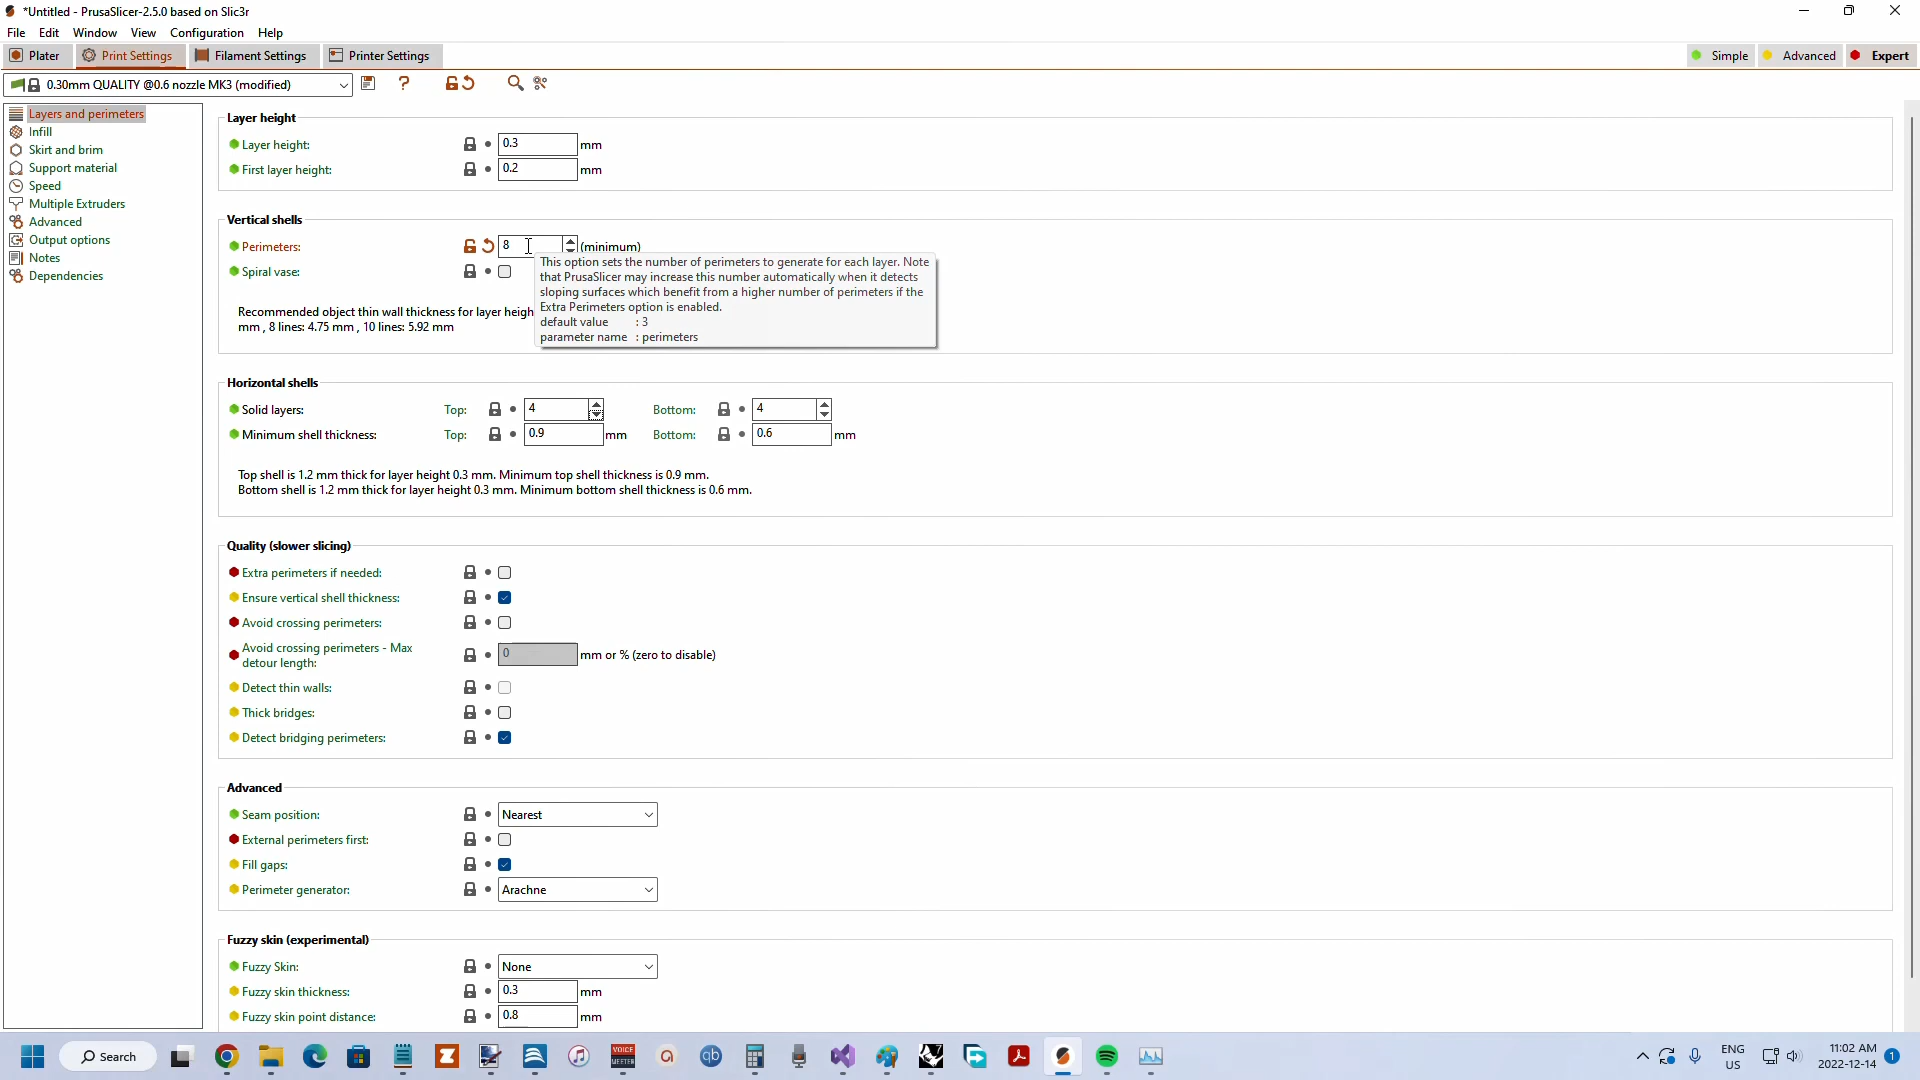 *Untitled - PrusaSlicer-2.5.0 based on Slic3r
File Edit Window View Configuration Help
Plater Print Settings Filament Settings Printer Settings Simple Advanced Expert
0.30mm QUALITY @0.6 nozzle MK3 (modified) ?
Layers and perimeters
Infill
Skirt and brim
Support material
Speed
Multiple Extruders
Advanced
Output options
Notes
Dependencies
Layer height
Layer height: 0.3 mm
First layer height: 0.2 mm
Vertical shells
Perimeters: 8 (minimum)
Spiral vase:
Recommended object thin wall thickness for layer heigh
mm , 8 lines: 4.75 mm , 10 lines: 5.92 mm
This option sets the number of perimeters to generate for each layer. Note
that PrusaSlicer may increase this number automatically when it detects
sloping surfaces which benefit from a higher number of perimeters if the
Extra Perimeters option is enabled.
default value : 3
parameter name : perimeters
Horizontal shells
Solid layers: Top: 4 Bottom: 4
Minimum shell thickness: Top: 0.9 mm Bottom: 0.6 mm
Top shell is 1.2 mm thick for layer height 0.3 mm. Minimum top shell thickness is 0.9 mm.
Bottom shell is 1.2 mm thick for layer height 0.3 mm. Minimum bottom shell thickness is 0.6 mm.
Quality (slower slicing)
Extra perimeters if needed:
Ensure vertical shell thickness:
Avoid crossing perimeters:
Avoid crossing perimeters - Max
detour length: 0 mm or % (zero to disable)
Detect thin walls:
Thick bridges:
Detect bridging perimeters:
Advanced
Seam position: Nearest
External perimeters first:
Fill gaps:
Perimeter generator: Arachne
Fuzzy skin (experimental)
Fuzzy Skin: None
Fuzzy skin thickness: 0.3 mm
Fuzzy skin point distance: 0.8 mm
Search
VOICE
MEETER
qb
ENG
US
11:02 AM
2022-12-14
1